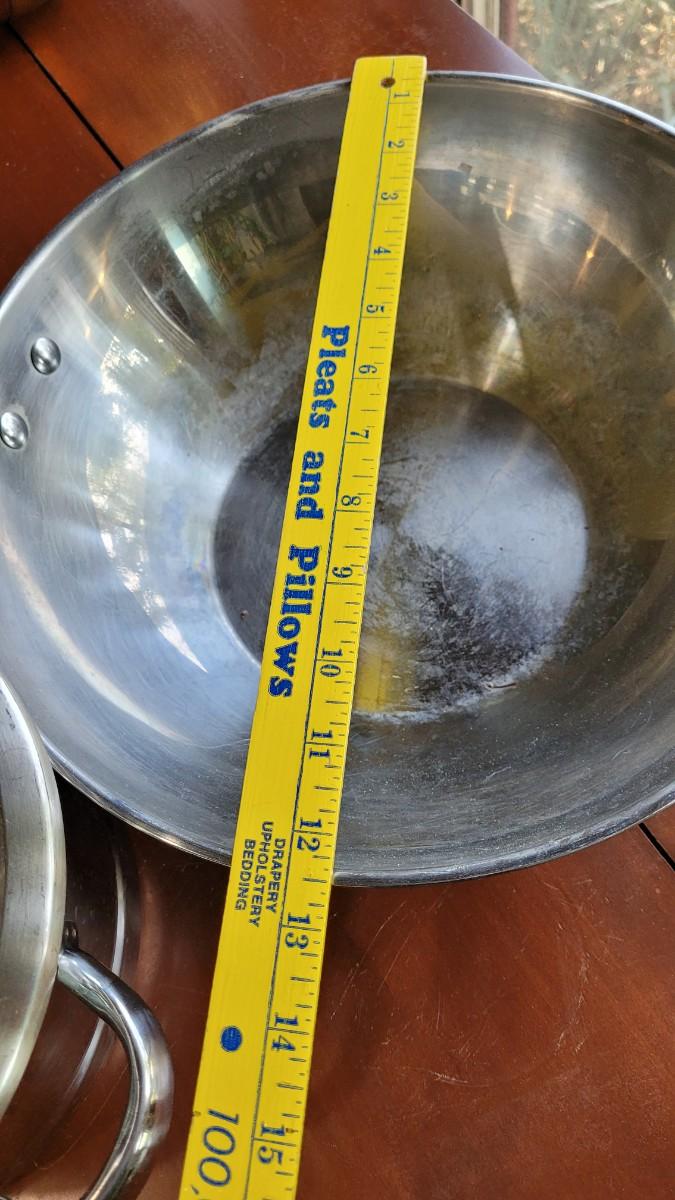 1 2 3 4 5 6 7 8 9 10 11 12 13 14 15
Pleats and Pillows
DRAPERY
UPHOLSTERY
BEDDING
100,